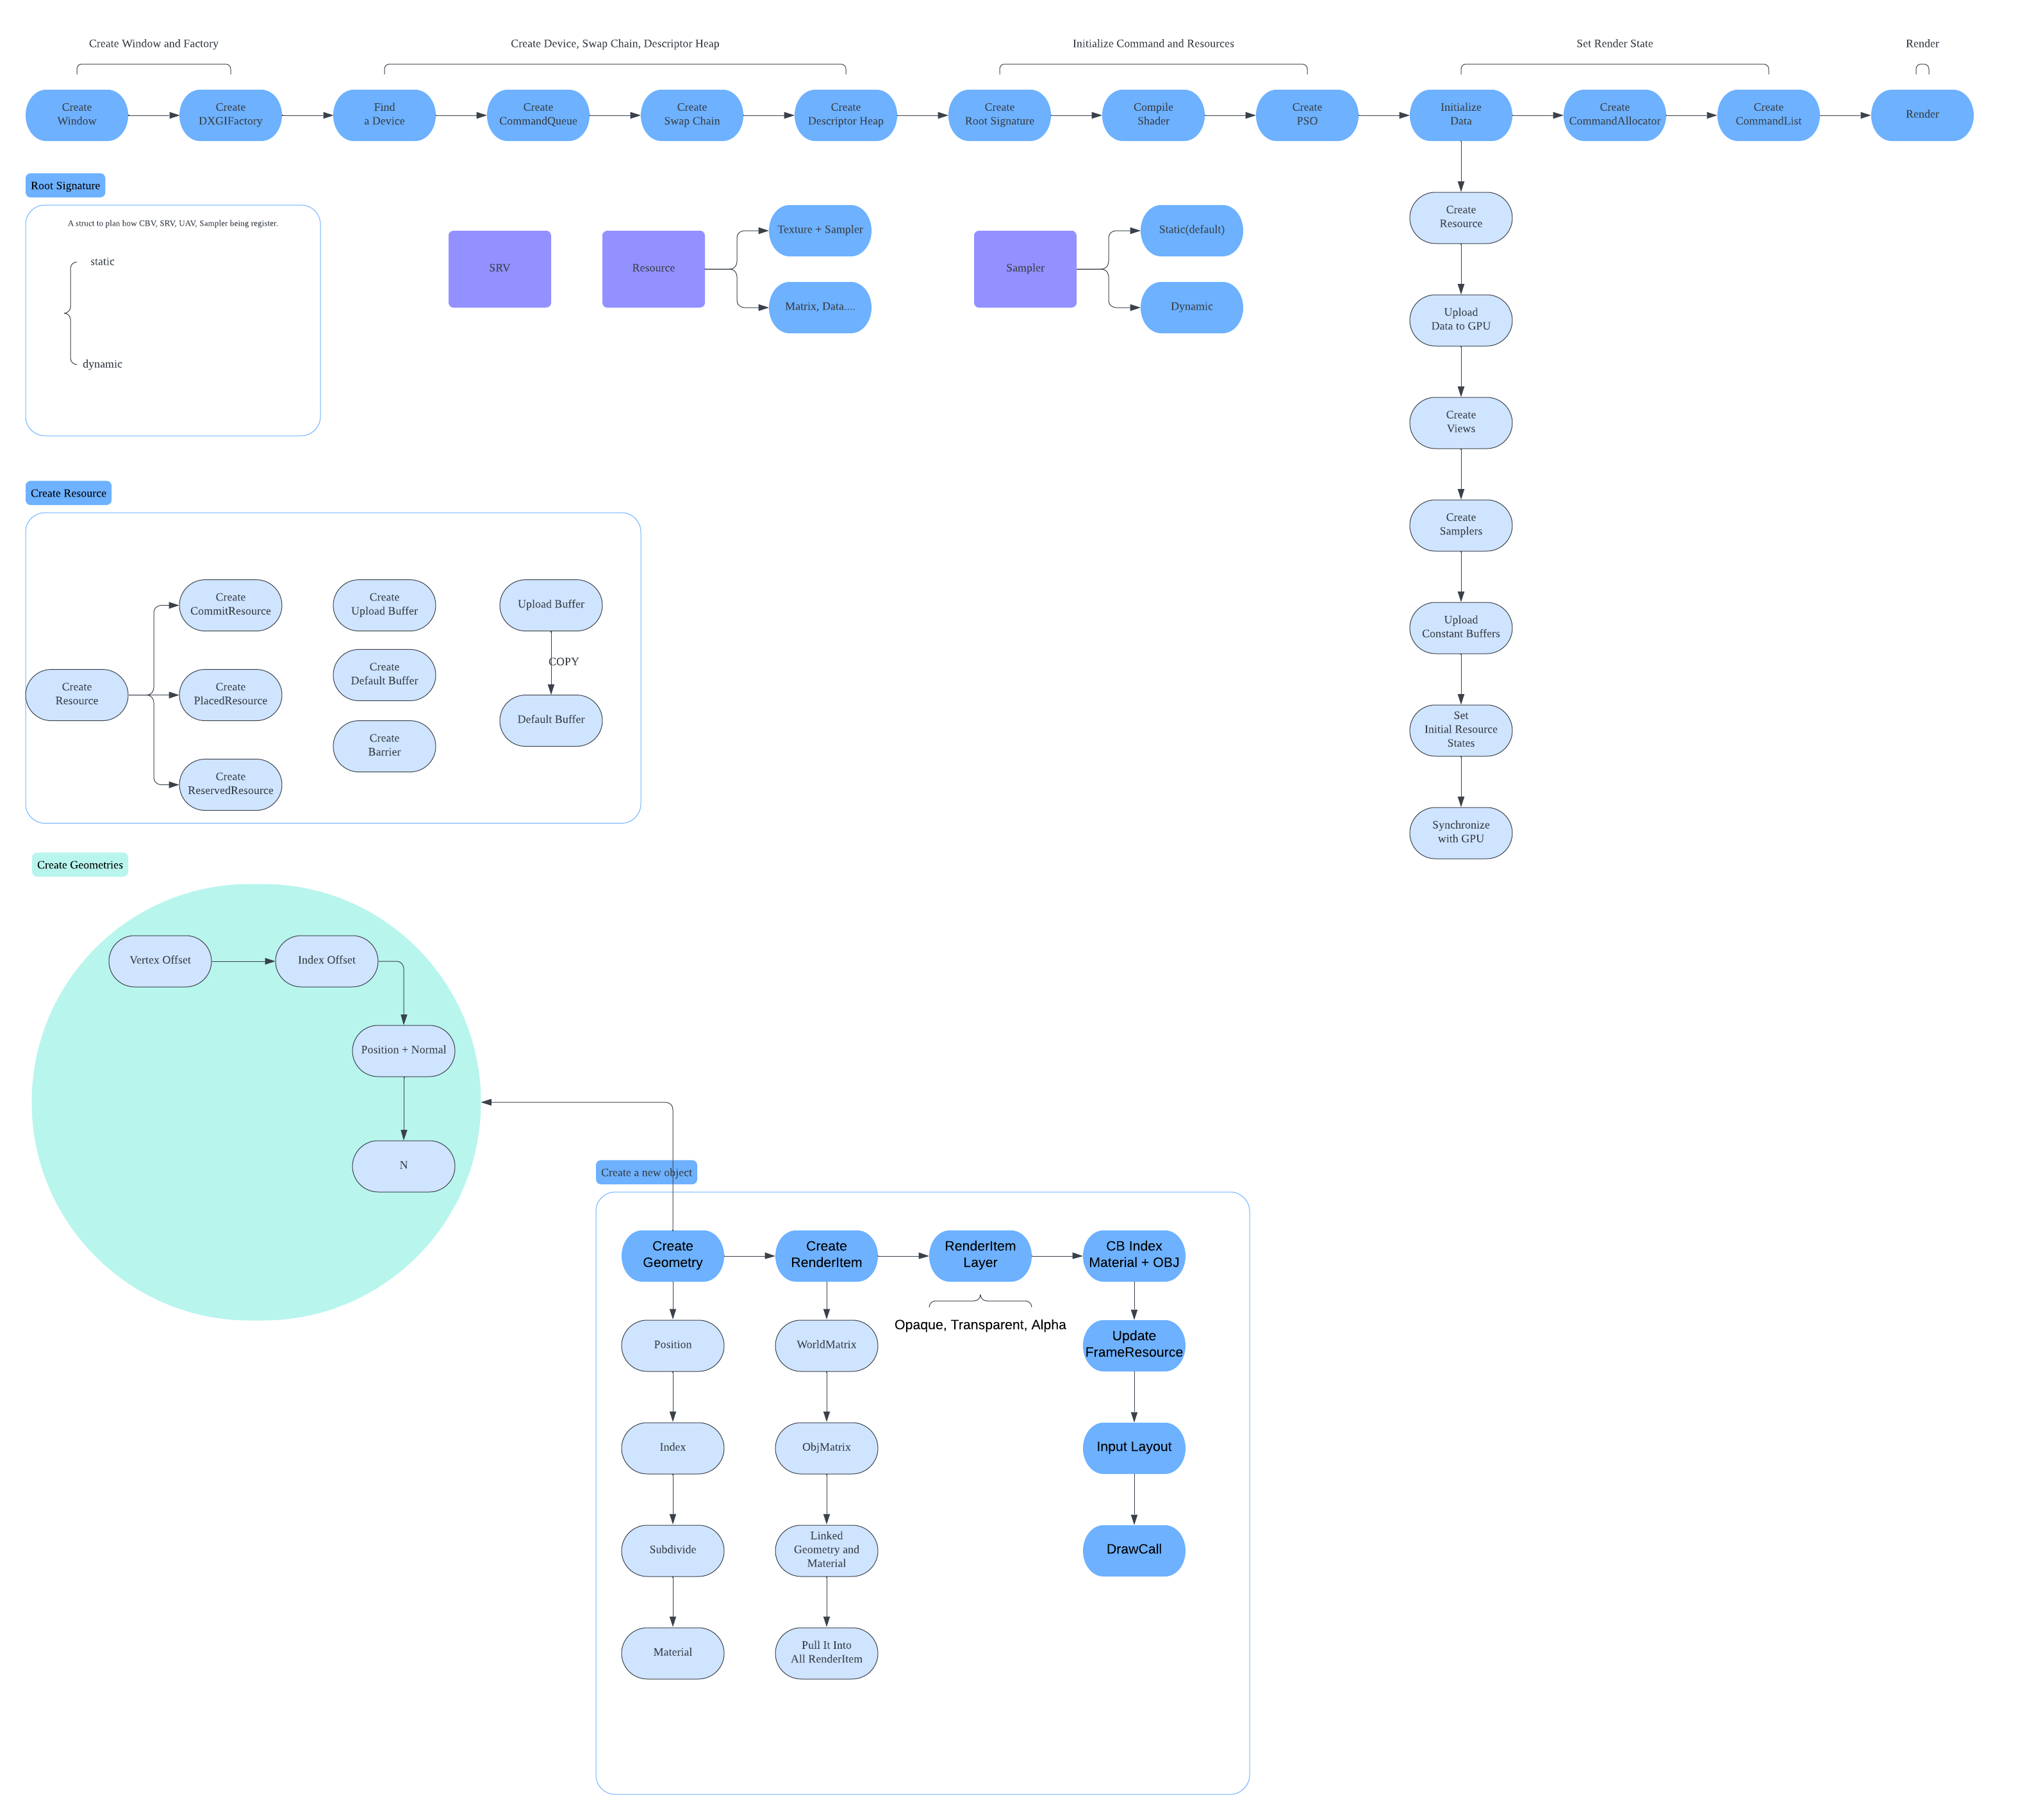 Create Window and Factory
Create Device, Swap Chain, Descriptor Heap
Initialize Command and Resources
Set Render State
Render
Create
Window
Create
DXGIFactory
Find
a Device
Create
CommandQueue
Create
Swap Chain
Create
Descriptor Heap
Create
Root Signature
Compile
Shader
Create
PSO
Initialize
Data
Create
CommandAllocator
Create
CommandList
Render
Root Signature
A struct to plan how CBV, SRV, UAV, Sampler being register.
static
dynamic
SRV
Resource
Texture + Sampler
Matrix, Data....
Sampler
Static(default)
Dynamic
Create
Resource
Upload
Data to GPU
Create
Views
Create
Samplers
Upload
Constant Buffers
Set
Initial Resource
States
Synchronize
with GPU
Create Resource
Create
Resource
Create
CommitResource
Create
PlacedResource
Create
ReservedResource
Create
Upload Buffer
Create
Default Buffer
Create
Barrier
Upload Buffer
COPY
Default Buffer
Create Geometries
Vertex Offset
Index Offset
Position + Normal
N
Create a new object
Create
Geometry
Create
RenderItem
RenderItem
Layer
CB Index
Material + OBJ
Opaque, Transparent, Alpha
Position
Index
Subdivide
Material
WorldMatrix
ObjMatrix
Linked
Geometry and
Material
Pull It Into
All RenderItem
Update
FrameResource
Input Layout
DrawCall